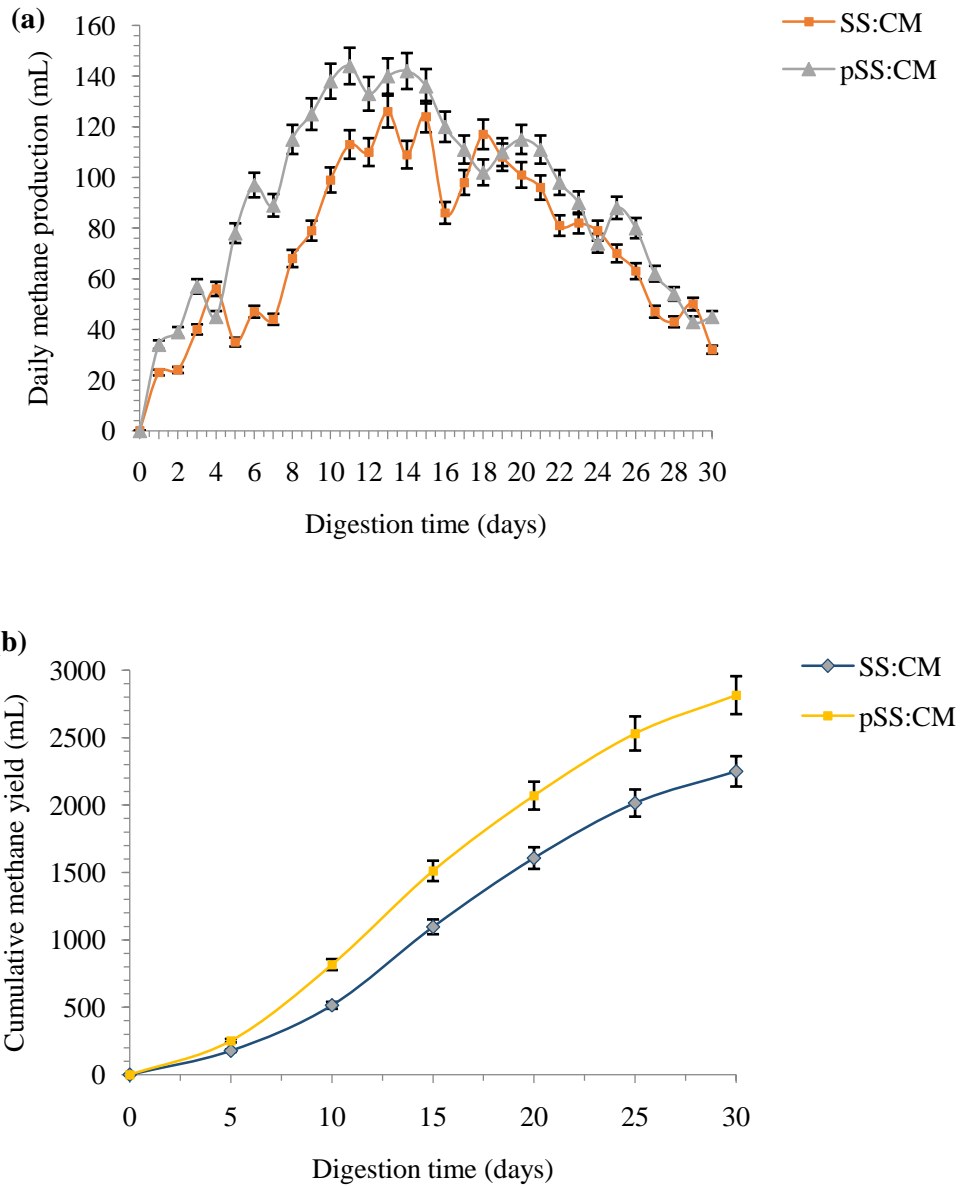 (a)
SS:CM
pSS:CM
Daily methane production (mL)
160
140
120
100
80
60
40
20
0
0 2 4 6 8 10 12 14 16 18 20 22 24 26 28 30
Digestion time (days)
b)
SS:CM
pSS:CM
Cumulative methane yield (mL)
3000
2500
2000
1500
1000
500
0
0 5 10 15 20 25 30
Digestion time (days)